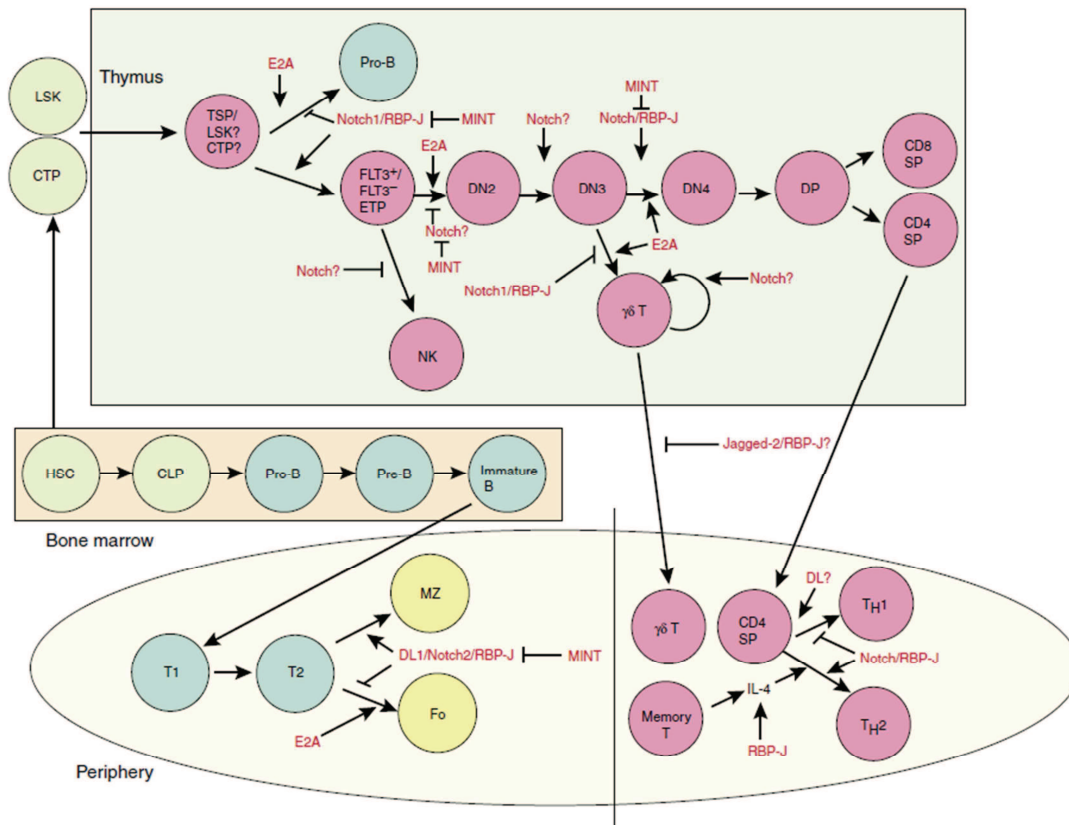 Thymus
LSK
CTP
TSP/
LSK?
CTP?
E2A
Pro-B
Notch1/RBP-J
MINT
FLT3+/
FLT3–
ETP
E2A
DN2
Notch?
MINT
Notch?
DN3
MINT
Notch/RBP-J
DN4
DP
CD8
SP
CD4
SP
E2A
Notch?
NK
Notch1/RBP-J
γδ T
Notch?
Jagged-2/RBP-J?
HSC
CLP
Pro-B
Pre-B
Immature
B
Bone marrow
T1
T2
MZ
DL1/Notch2/RBP-J
MINT
Fo
E2A
Periphery
γδ T
CD4
SP
DL?
TH1
Notch/RBP-J
IL-4
Memory
T
RBP-J
TH2